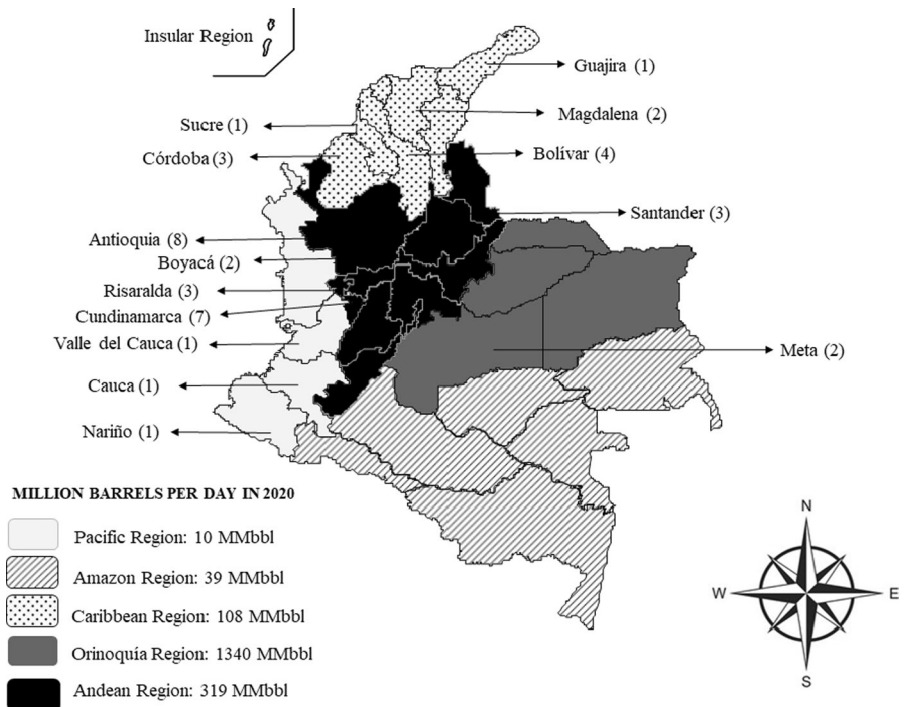 Insular Region
Guajira (1)
Magdalena (2)
Sucre (1)
Córdoba (3)
Bolívar (4)
Santander (3)
Antioquia (8)
Boyacá (2)
Risaralda (3)
Cundinamarca (7)
Valle del Cauca (1)
Meta (2)
Cauca (1)
Nariño (1)
MILLION BARRELS PER DAY IN 2020
Pacific Region: 10 MMbbl
Amazon Region: 39 MMbbl
Caribbean Region: 108 MMbbl
Orinoquía Region: 1340 MMbbl
Andean Region: 319 MMbbl
N
W E
S